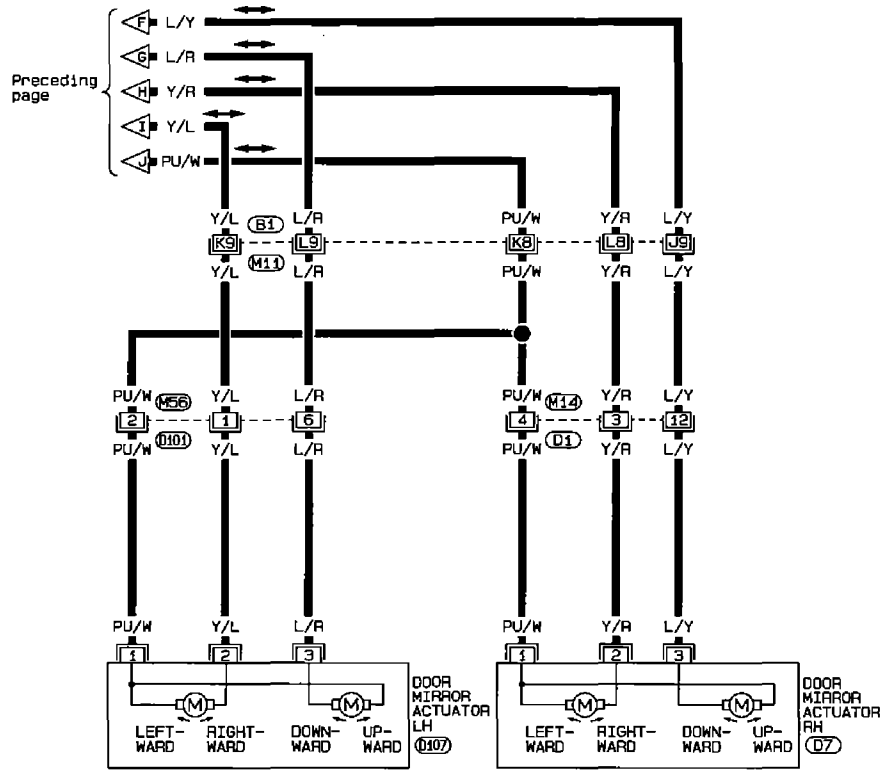 F L/Y
G L/R
Preceding
page
H Y/R
I Y/L
J PU/W
Y/L B1 L/R PU/W Y/R L/Y
K9 L9 K8 L8 J9
Y/L M11 L/R PU/W Y/R L/Y
PU/W M56 Y/L L/R PU/W M14 Y/R L/Y
2 1 6 4 3 12
PU/W D101 Y/L L/R PU/W D1 Y/R L/Y
PU/W Y/L L/R PU/W Y/R L/Y
1 2 3 1 2 3
M M M M
LEFT-
WARD
RIGHT-
WARD
DOWN-
WARD
UP-
WARD
DOOR
MIRROR
ACTUATOR
LH
D107
LEFT-
WARD
RIGHT-
WARD
DOWN-
WARD
UP-
WARD
DOOR
MIRROR
ACTUATOR
RH
D7